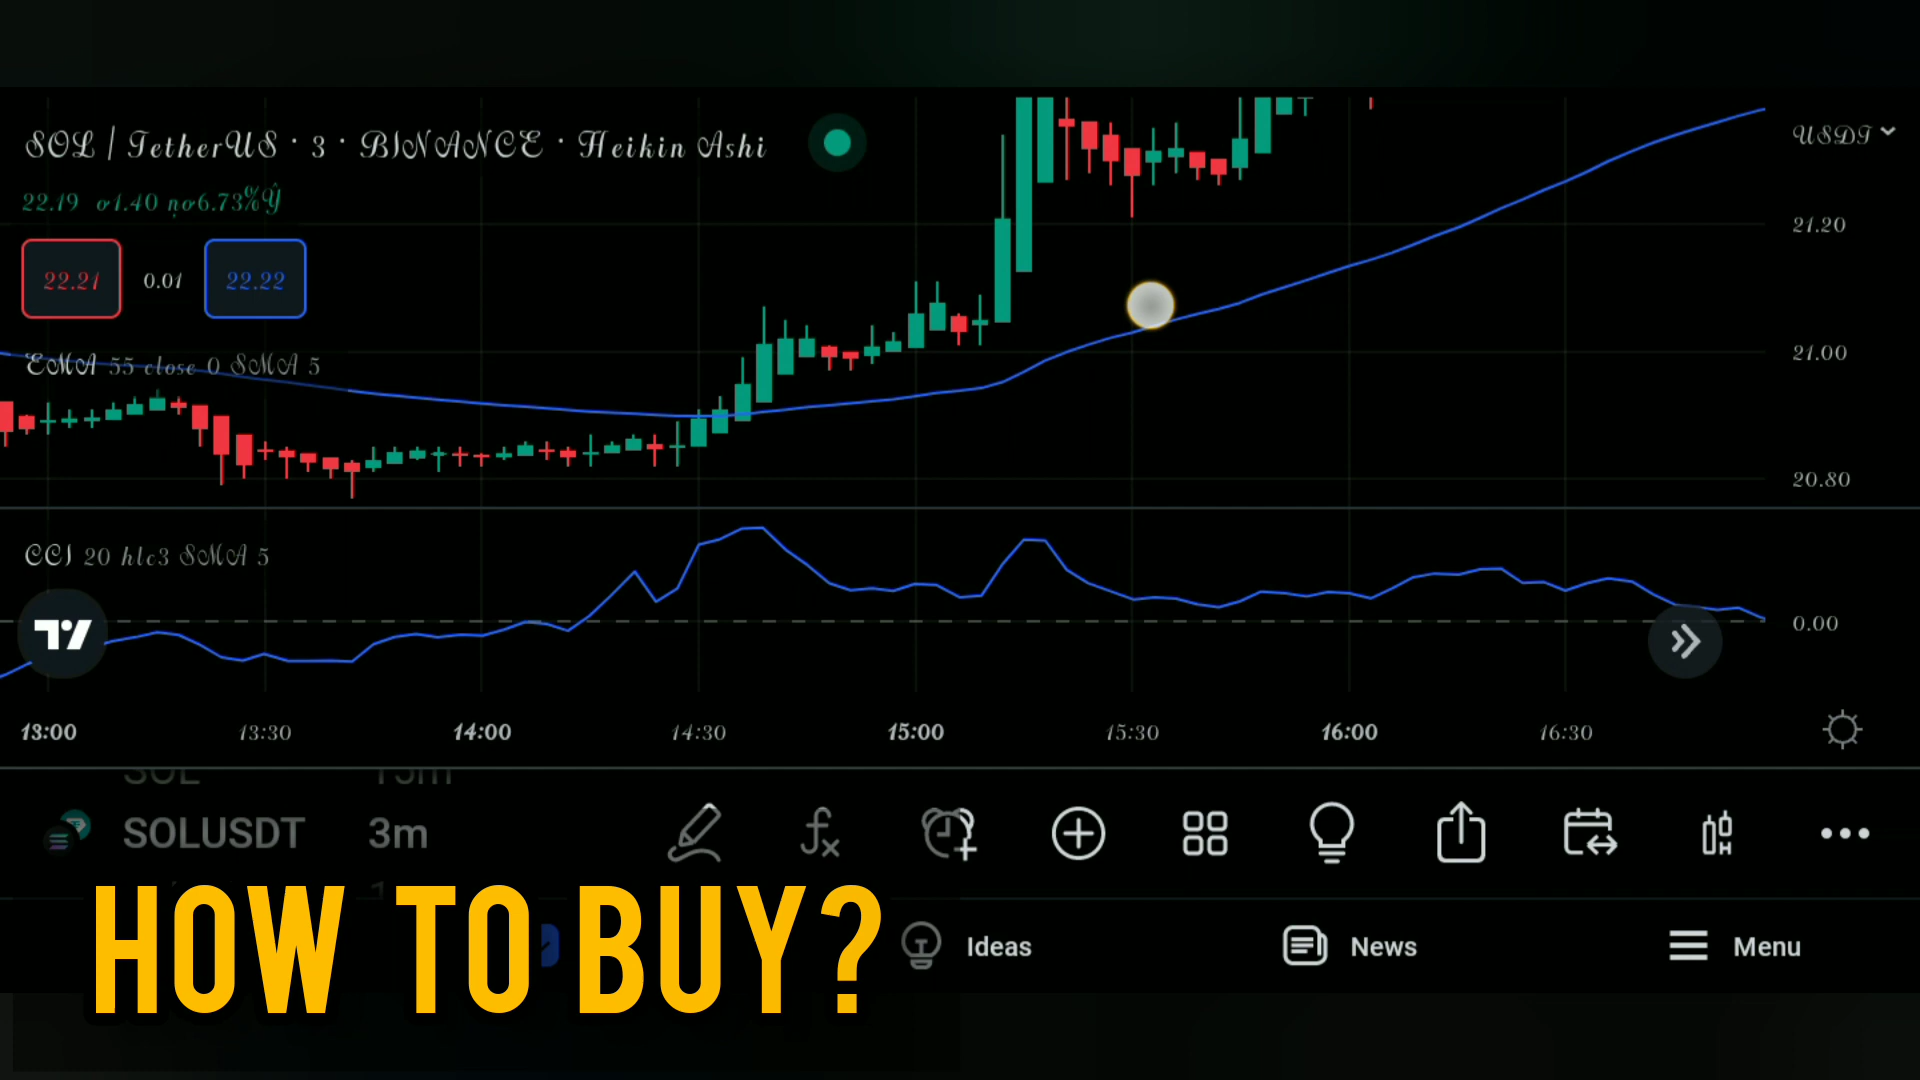 SOL / TetherUS · 3 · BINANCE · Heikin Ashi
USDT
22.19
22.21 0.01 22.22
21.20
EMA 55 close 0 SMA 5
21.00
20.80
CCI 20 hlc3 SMA 5
0.00
13:00 13:30 14:00 14:30 15:00 15:30 16:00 16:30
SOLUSDT 3m
HOW TO BUY?
Ideas News Menu